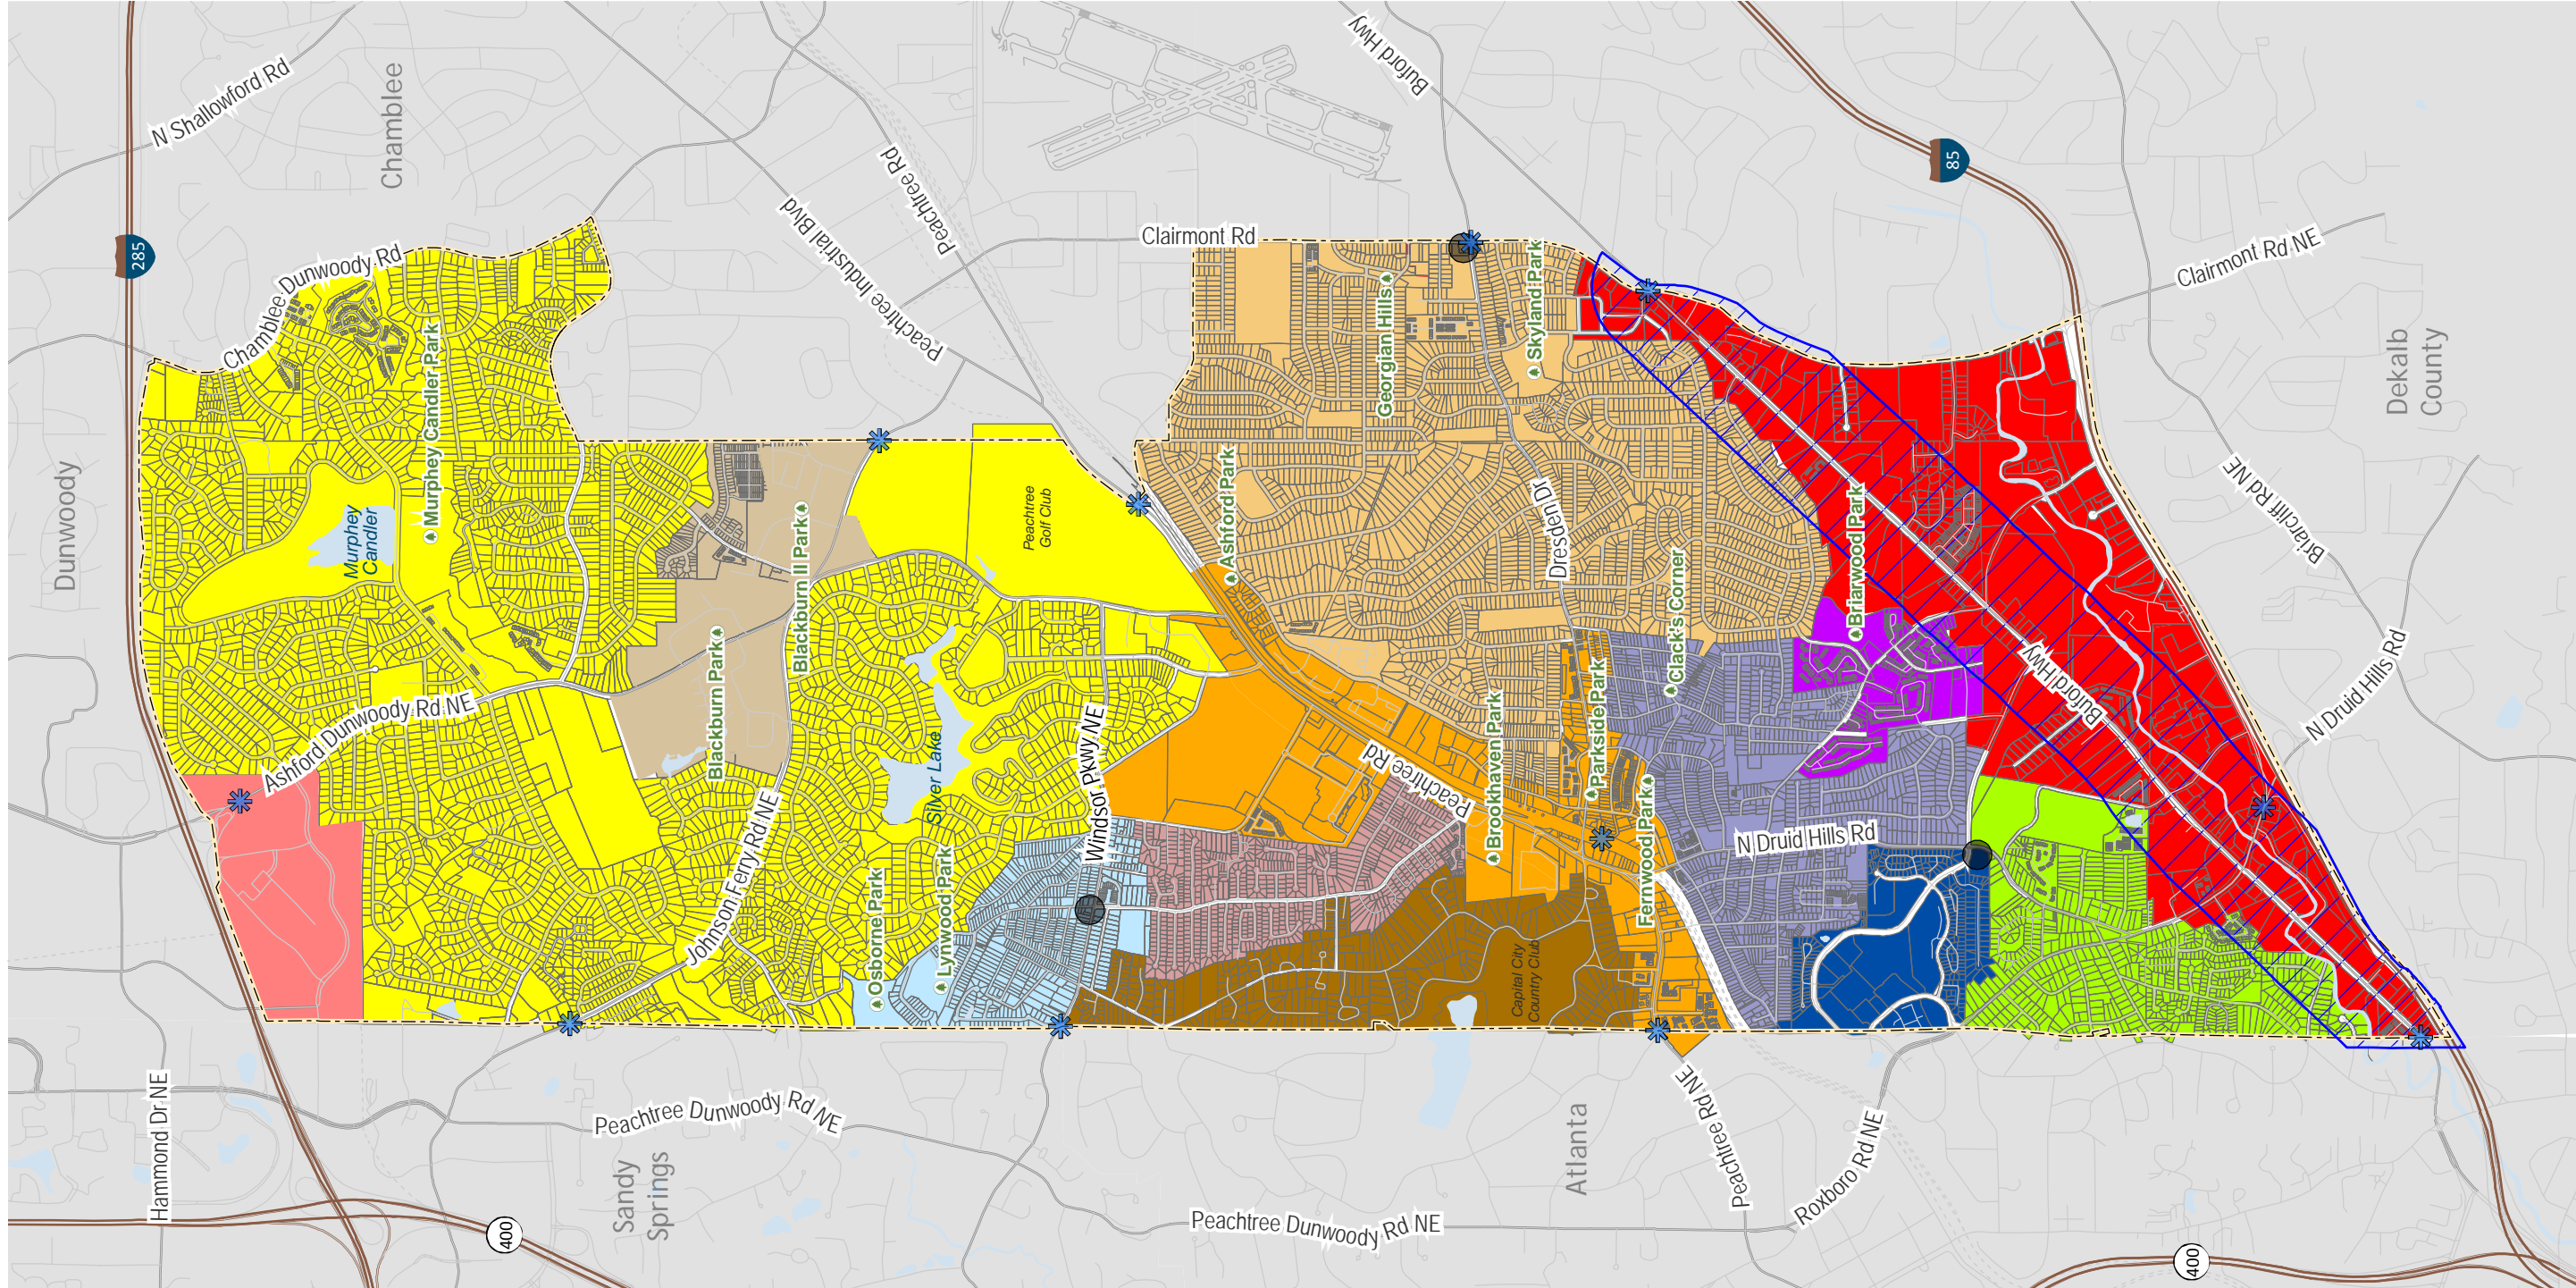 N Shallowford Rd
Chamblee
285
Chamblee Dunwoody Rd
Dunwoody
Murphey Candler Park
Murphey
Candler
Ashford Dunwoody Rd NE
Hammond Dr NE
400
Sandy
Springs
Peachtree Dunwoody Rd NE
Johnson Ferry Rd NE
Blackburn Park
Blackburn II Park
Silver Lake
Osborne Park
Lynwood Park
Windsor Pkwy NE
Peachtree
Golf Club
Peachtree Industrial Blvd
Peachtree
Peachtree Rd
Clairmont Rd
Buford Hwy
Georgian Hills
Skyland Park
Ashford Park
Dresden Dr
Clack's Corner
Parkside Park
Brookhaven Park
Peachtree Rd
Fernwood Park
Capital City
Country Club
N Druid Hills Rd
Briarwood Park
Buford Hwy
85
Clairmont Rd NE
Dekalb
County
Briarcliff Rd NE
N Druid Hills Rd
Atlanta
Peachtree Rd NE
Roxboro Rd NE
Peachtree Dunwoody Rd NE
400